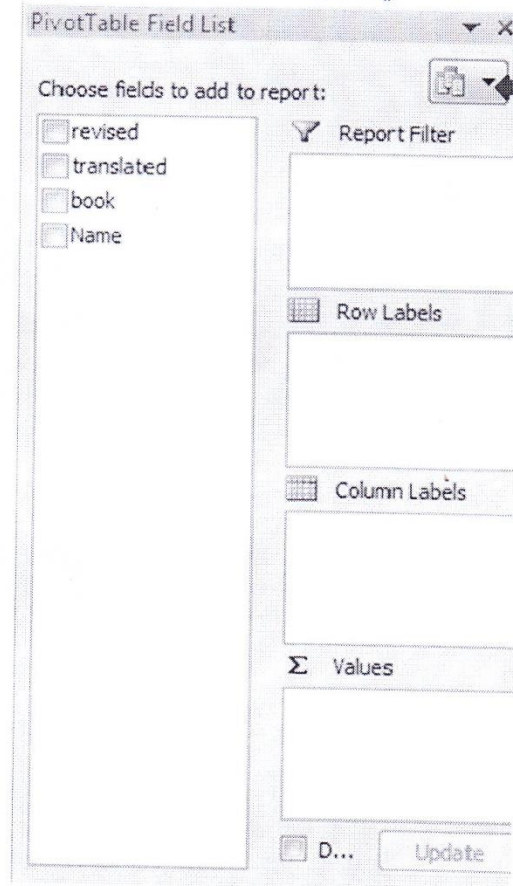 PivotTable Field List
Choose fields to add to report:
revised
translated
book
Name
Report Filter
Row Labels
Column Labels
Σ Values
D...
Update